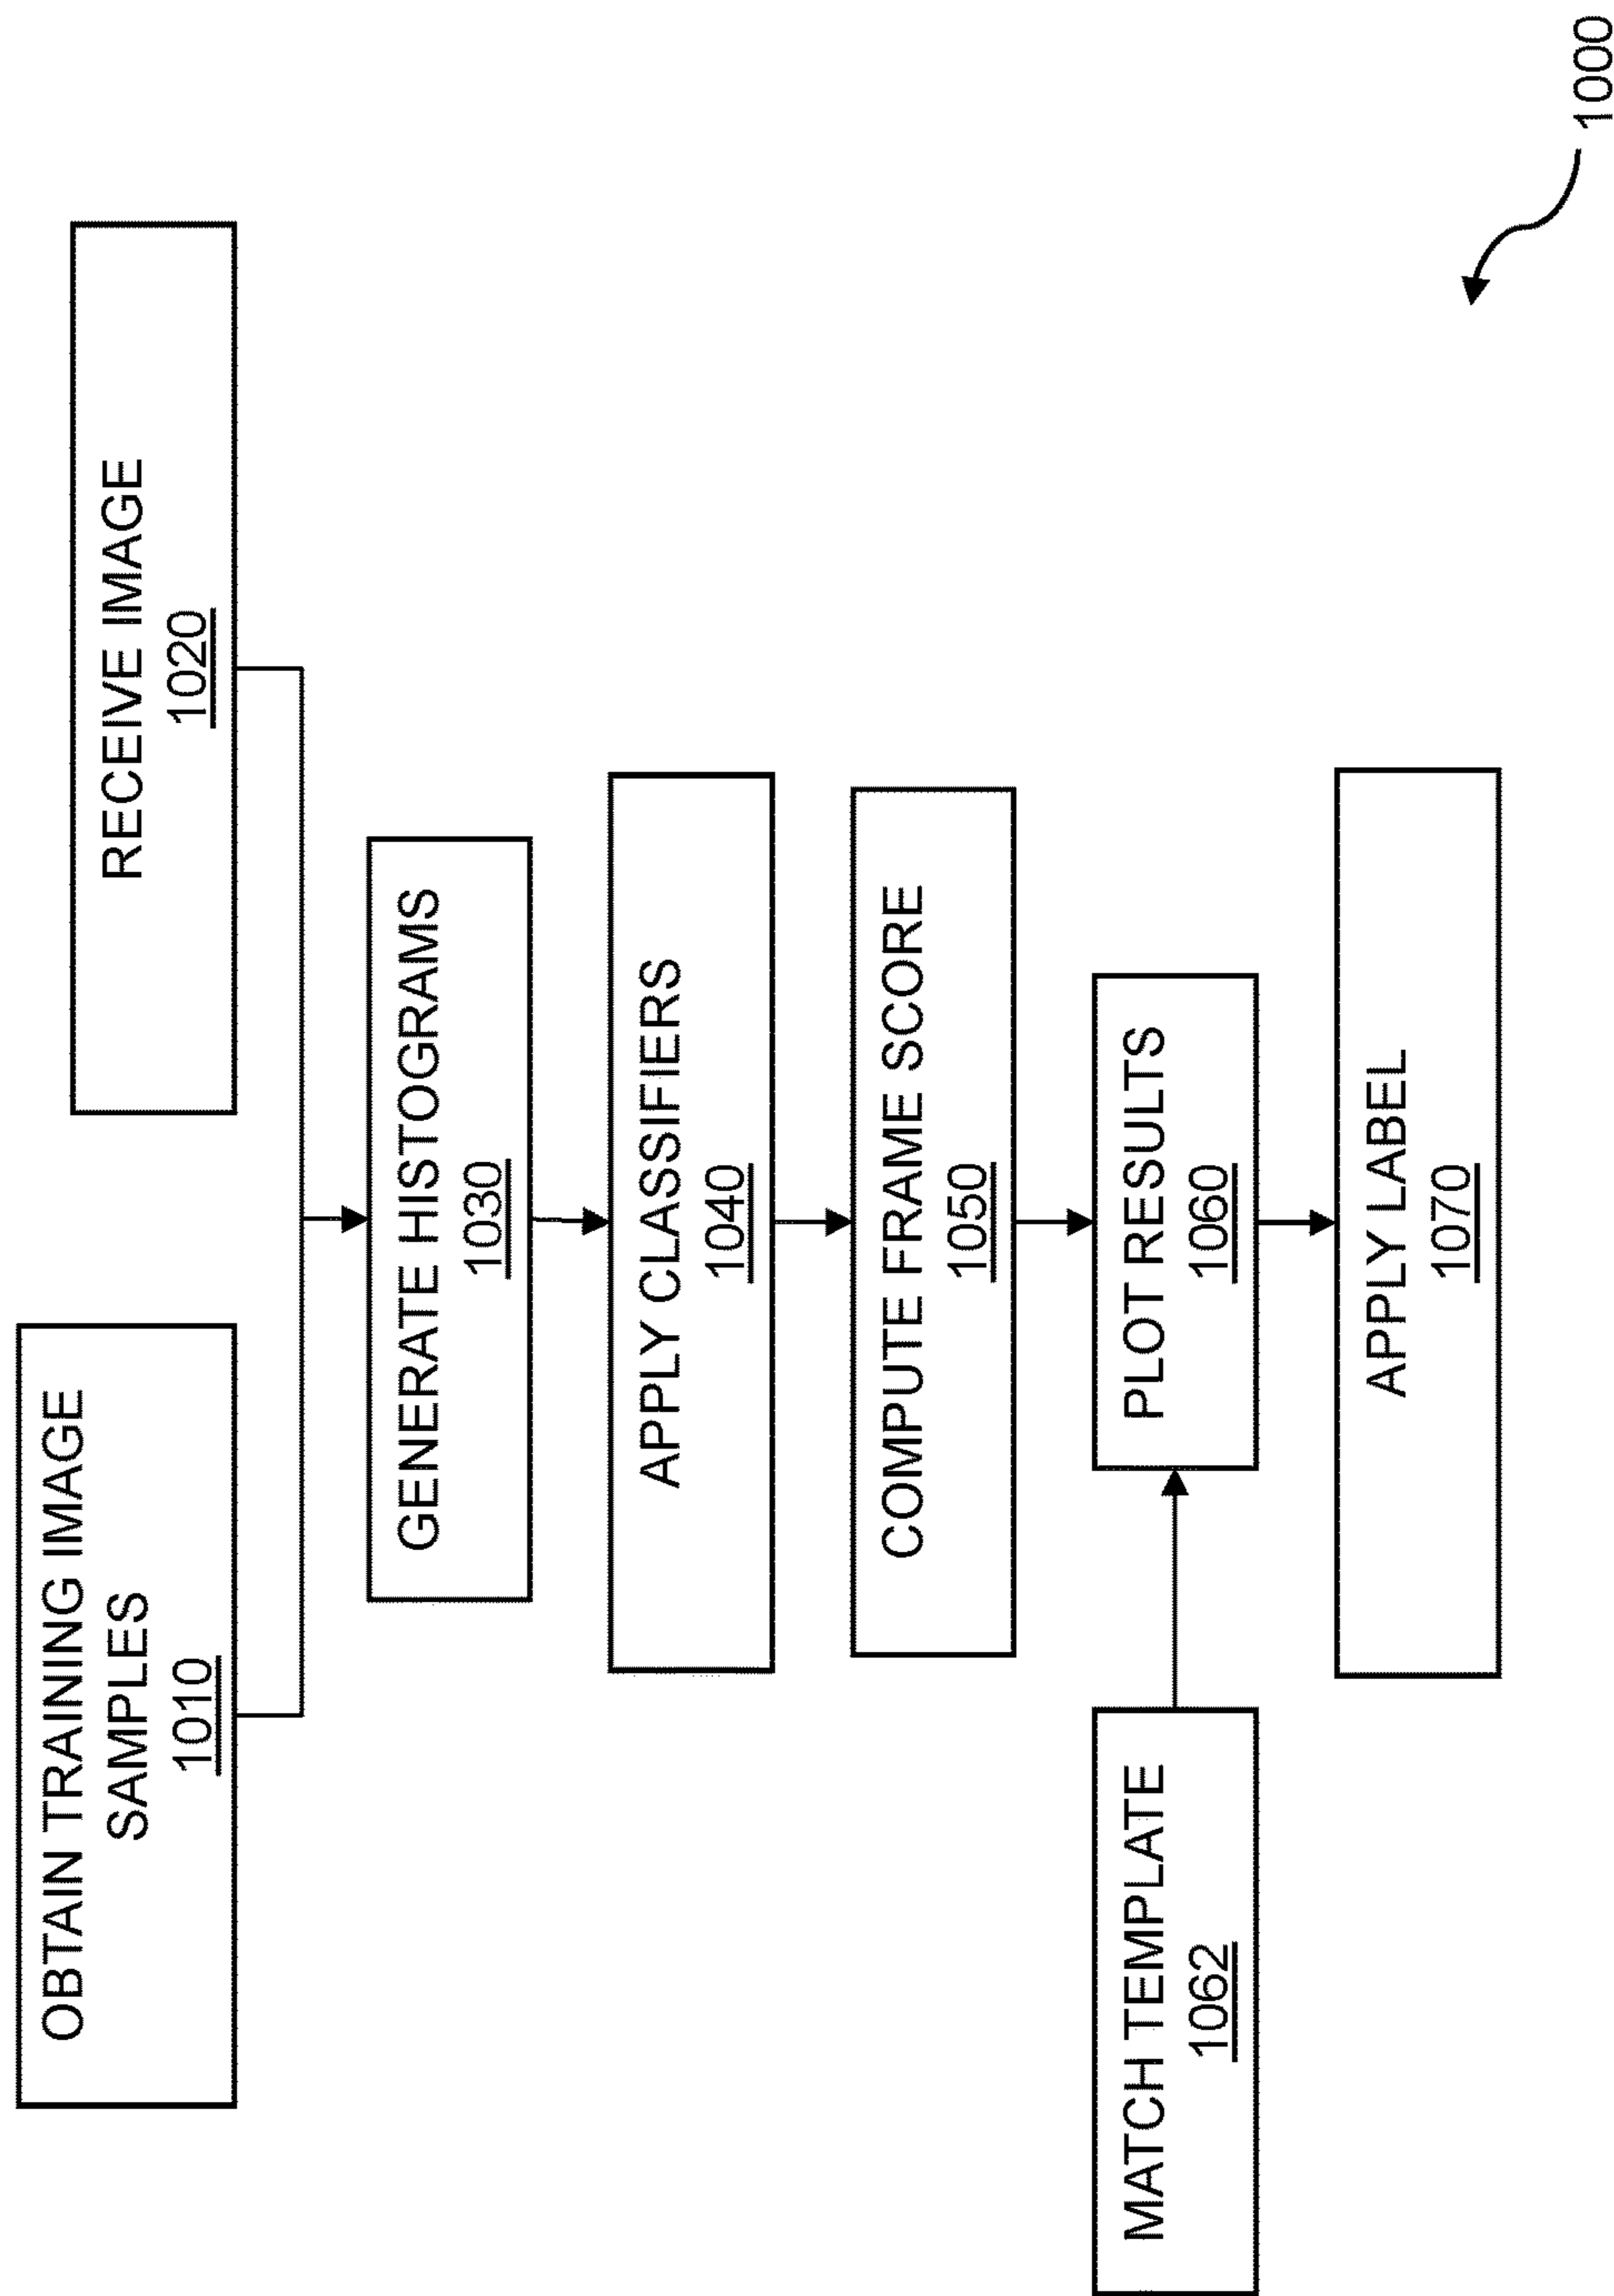 OBTAIN TRAINING IMAGE
SAMPLES
1010
RECEIVE IMAGE
1020
GENERATE HISTOGRAMS
1030
APPLY CLASSIFIERS
1040
COMPUTE FRAME SCORE
1050
MATCH TEMPLATE
1062
PLOT RESULTS
1060
APPLY LABEL
1070
1000